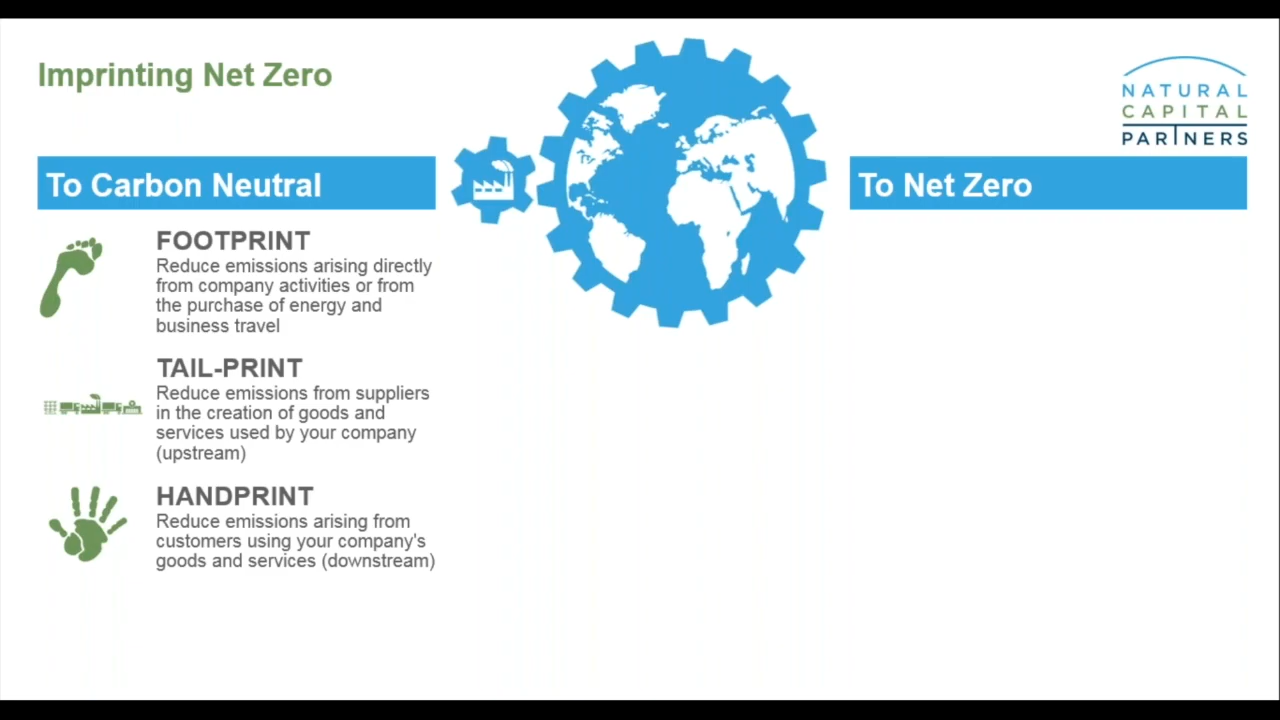 Imprinting Net Zero
NATURAL
CAPITAL
PARTNERS
To Carbon Neutral
To Net Zero
FOOTPRINT
Reduce emissions arising directly
from company activities or from
the purchase of energy and
business travel
TAIL-PRINT
Reduce emissions from suppliers
in the creation of goods and
services used by your company
(upstream)
HANDPRINT
Reduce emissions arising from
customers using your company's
goods and services (downstream)